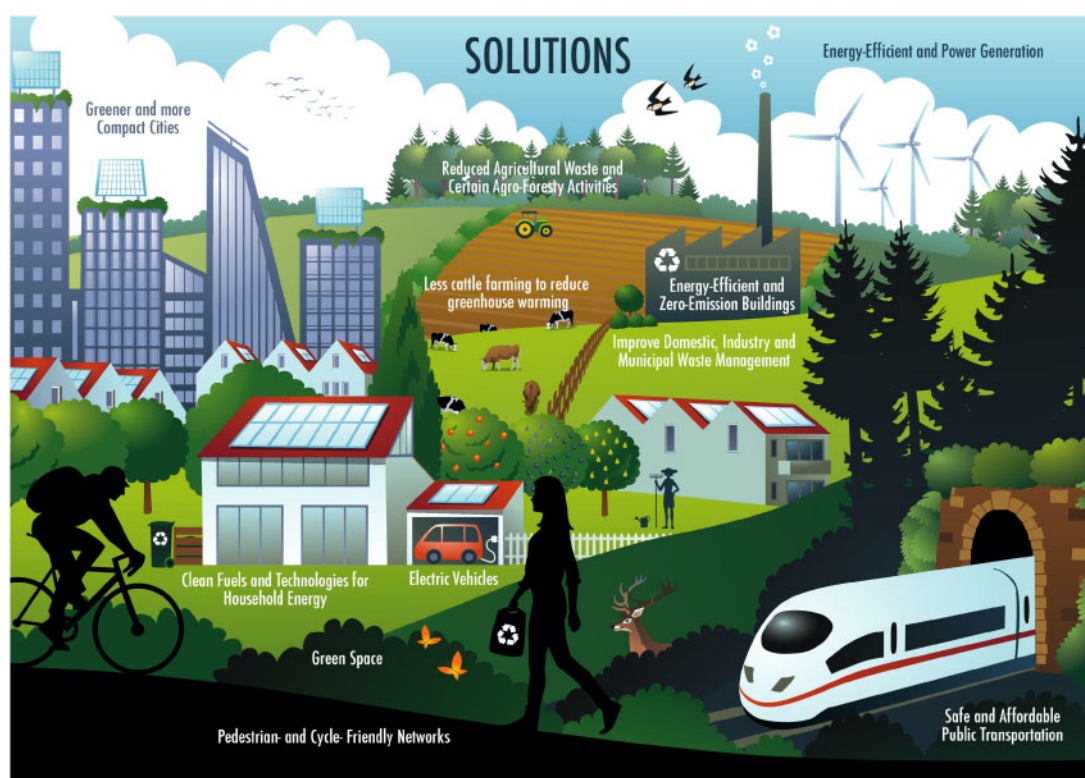 SOLUTIONS
Energy-Efficient and Power Generation
Greener and more
Compact Cities
Reduced Agricultural Waste and
Certain Agro-Foresty Activities
Less cattle farming to reduce
greenhouse warming
Energy-Efficient and
Zero-Emission Buildings
Improve Domestic, Industry and
Municipal Waste Management
Clean Fuels and Technologies for
Household Energy
Electric Vehicles
Green Space
Pedestrian- and Cycle- Friendly Networks
Safe and Affordable
Public Transportation